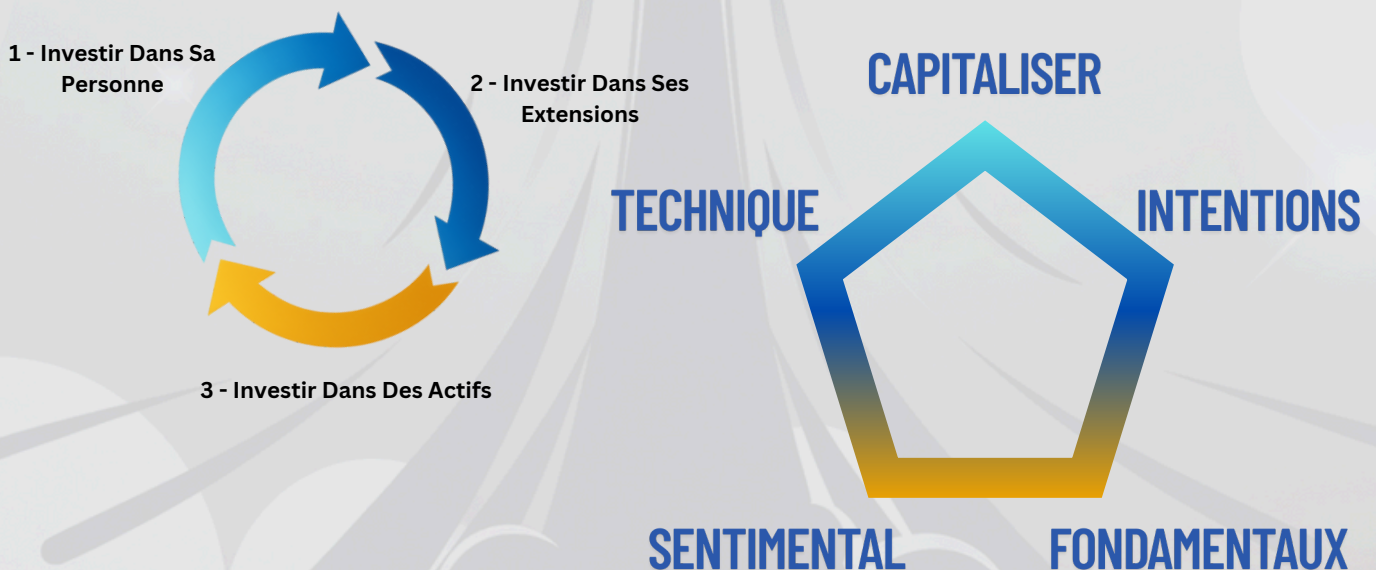 1 - Investir Dans Sa
Personne
2 - Investir Dans Ses
Extensions
3 - Investir Dans Des Actifs
CAPITALISER
TECHNIQUE
INTENTIONS
SENTIMENTAL
FONDAMENTAUX